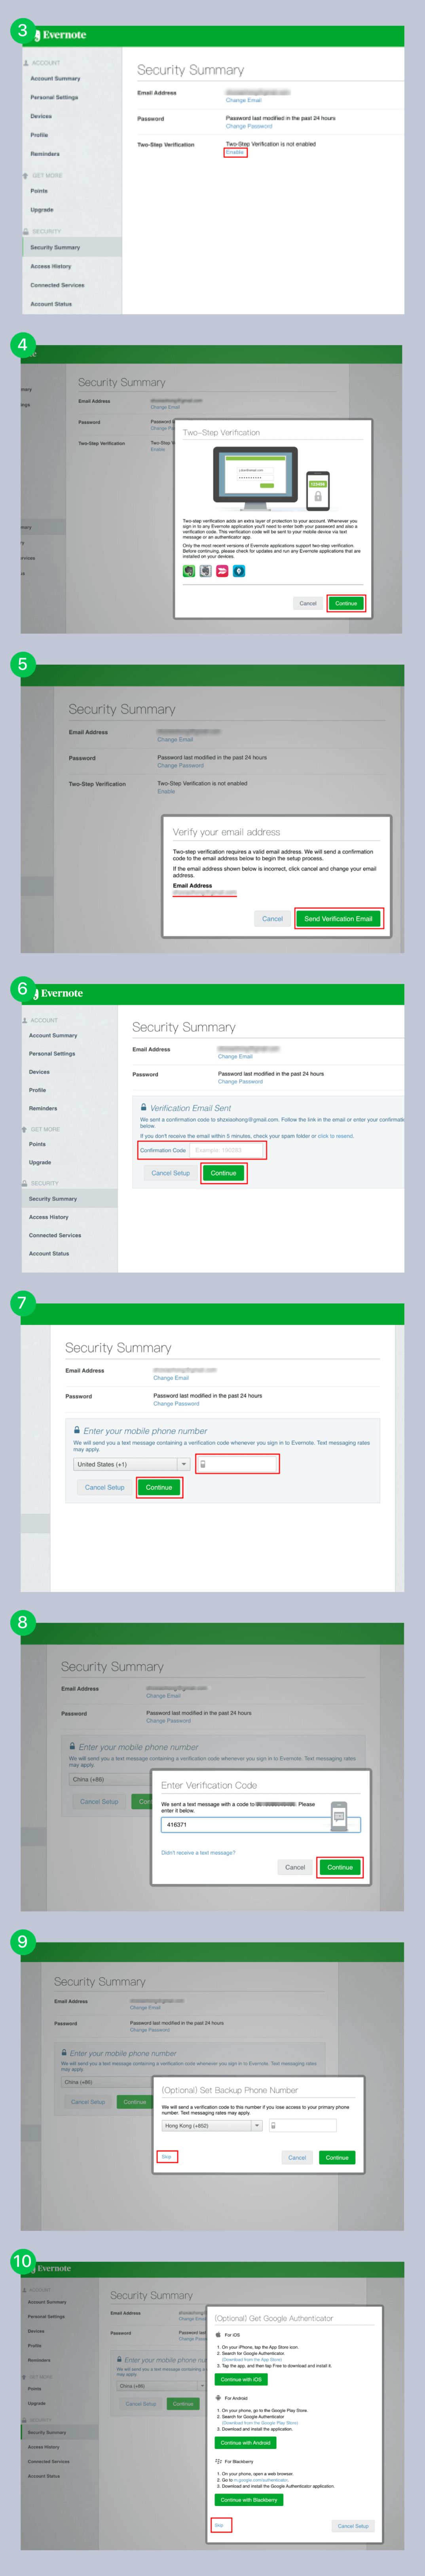 3
Evernote
ACCOUNT
Account Summary
Personal Settings
Devices
Profile
Reminders
GET MORE
Points
Upgrade
SECURITY
Security Summary
Access History
Connected Services
Account Status
Security Summary
Email Address
Change Email
Password
Password last modified in the past 24 hours
Change Password
Two-Step Verification
Two-Step Verification is not enabled
Enable
4
Security Summary
Email Address
Change Email
Password
Two-Step Verification
Enable
Two-Step Verification
123456
Two-step verification adds an extra layer of protection to your account. Whenever you
sign in to any Evernote application you'll need to enter your password and also a
verification code. This verification code will be sent to your mobile device via text
message or an authenticator app
Only the most recent versions of Evernote applications support two-step verification.
Before continuing, please check for updates and run any Evernote applications that are
installed on your devices.
Cancel
Continue
5
Security Summary
Email Address
Change Email
Password
Password last modified in the past 24 hours
Change Password
Two-Step Verification
Two-Step Verification is not enabled
Enable
Verify your email address
Two-step verification requires a valid email address. We will send a confirmation
code to the email address below to begin the setup process.
If the email address below is incorrect, click cancel and change your email
address.
Email Address
Cancel
Send Verification Email
6
Evernote
ACCOUNT
Account Summary
Personal Settings
Devices
Profile
Reminders
GET MORE
Points
Upgrade
SECURITY
Security Summary
Access History
Connected Services
Account Status
Security Summary
Email Address
Change Email
Password
Password last modified in the past 24 hours
Change Password
Verification Email Sent
We sent a confirmation code to shzxiaohong@gmail.com. Follow the link in the email or enter your confirmate
below.
If you don't receive the email within 5 minutes, check your spam folder or click to resend.
Confirmation Code
Example: 190293
Cancel Setup
Continue
7
Security Summary
Email Address
Change Email
Password
Password last modified in the past 24 hours
Change Password
Enter your mobile phone number
We will send you a text message containing a verification code whenever you sign in to Evernote. Text messaging rates
may apply.
United States (+1)
Cancel Setup
Continue
8
Security Summary
Email Address
Change Email
Password
Password last modified in the past 24 hours
Change Password
Enter your mobile phone number
We will send you a text message containing a verification code whenever you sign in to Evernote. Text messaging rates
may apply.
China (+86)
Cancel Setup
Enter Verification Code
We sent a text message with a code to
Please
enter it below.
416371
Didn't receive a text message?
Cancel
Continue
9
Security Summary
Email Address
Change Email
Password
Password last modified in the past 24 hours
Change Password
Enter your mobile phone number
We will send you a text message containing a verification code whenever you sign in to Evernote. Text messaging rates
may apply.
China (+86)
Cancel Setup
Continue
(Optional) Set Backup Phone Number
We will send a verification code to this number if you lose access to your primary phone
number. Text messaging rates may apply.
Hong Kong (+852)
Skip
Cancel
Continue
10
Evernote
ACCOUNT
Account Summary
Personal Settings
Devices
Profile
Reminders
GET MORE
Points
Upgrade
SECURITY
Security Summary
Access History
Connected Services
Account Status
Security Summary
Email Address
Change Email
Password
Password last
Enter your mobile phone
We will send you a text message containing a
may apply.
China (+86)
Cancel Setup
Continue
(Optional) Get Google Authenticator
For iOS
1. On your iPhone, tap the App Store icon.
2. Search for Google Authenticator
(Download from the App Store)
3. Tap the app, and then tap Free to download and install it.
Continue with iOS
For Android
1. On your phone, go to the Google Play Store.
2. Search for Google Authenticator
(Download from the Google Play Store)
3. Download and install the application.
Continue with Android
For Blackberry
1. On your phone, open a web browser.
2. Go to m.google.com/authenticator.
3. Download and install the Google Authenticator application.
Continue with Blackberry
Skip
Cancel Setup